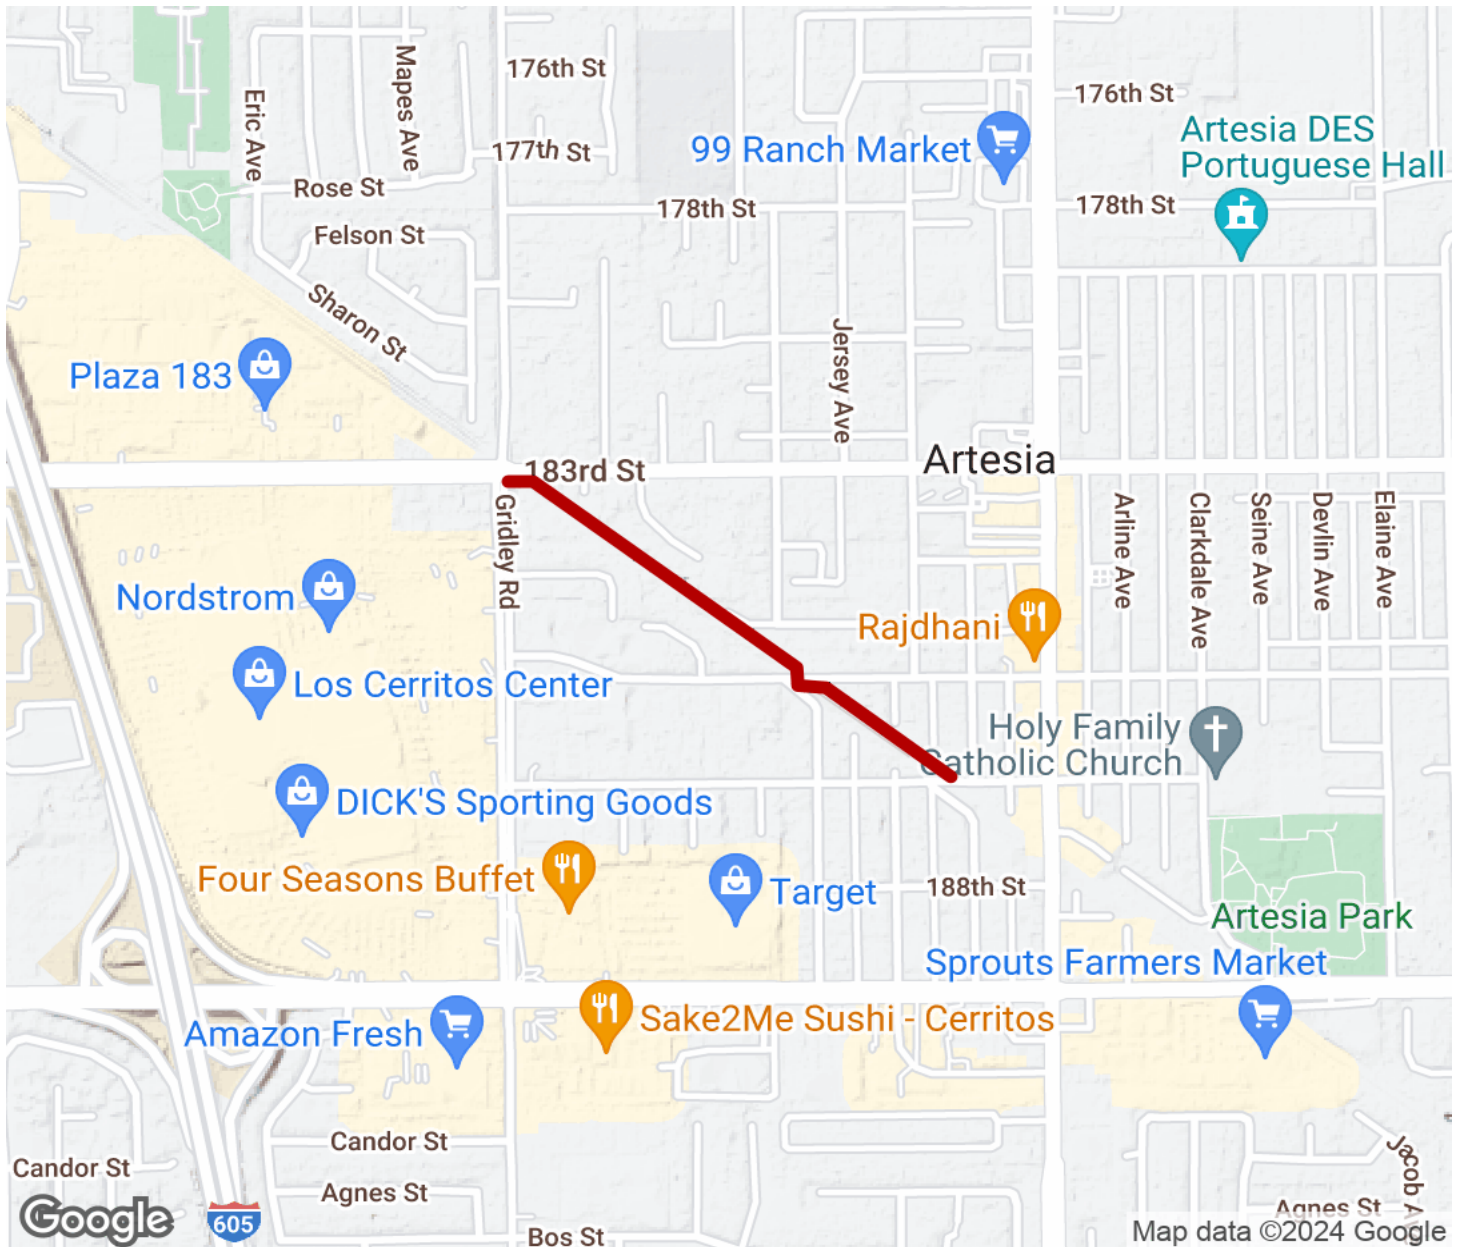 176th St
Mapes Ave
Eric Ave
176th St
99 Ranch Market
Artesia DES
Portuguese Hall
177th St
Rose St
178th St
178th St
Felson St
Sharon St
Jersey Ave
Plaza 183
183rd St
Artesia
Gridley Rd
Arline Ave
Clarkdale Ave
Seine Ave
Devlin Ave
Elaine Ave
Nordstrom
Rajdhani
Los Cerritos Center
Holy Family
Catholic Church
DICK'S Sporting Goods
Four Seasons Buffet
Target
188th St
Artesia Park
Sprouts Farmers Market
Amazon Fresh
Sake2Me Sushi - Cerritos
Candor St
Candor St
Jacob A
Agnes St
Agnes St
Google
605
Bos St
Map data ©2024 Google